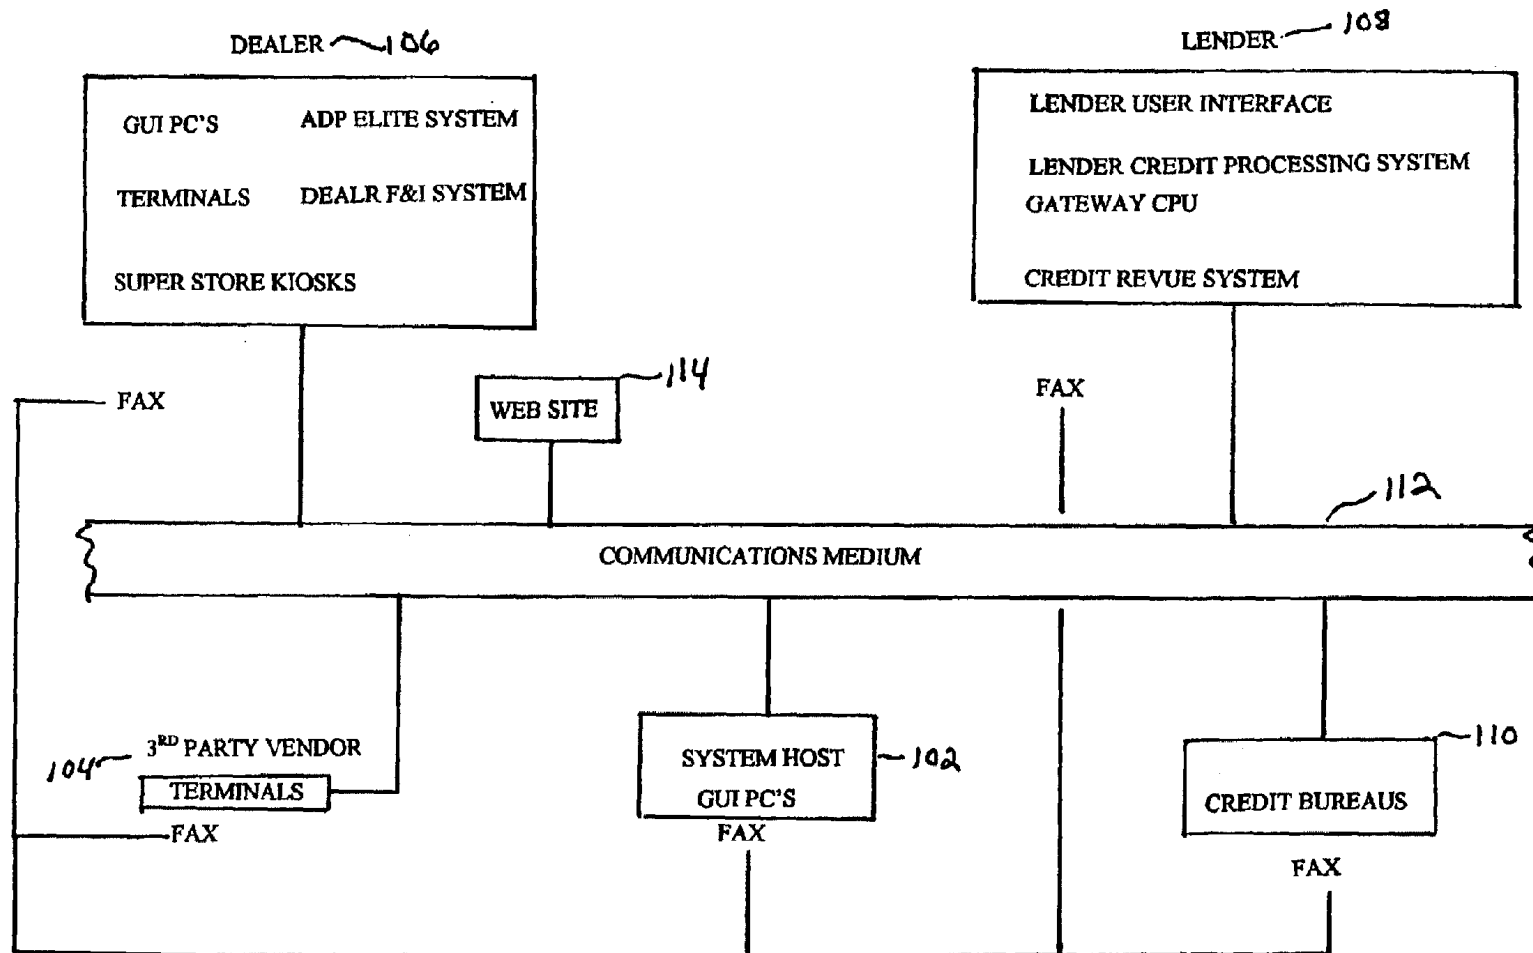 DEALER 106
LENDER 108
GUI PC'S ADP ELITE SYSTEM
TERMINALS DEALR F&I SYSTEM
SUPER STORE KIOSKS
LENDER USER INTERFACE
LENDER CREDIT PROCESSING SYSTEM
GATEWAY CPU
CREDIT REVUE SYSTEM
FAX
WEB SITE 114
FAX
112
COMMUNICATIONS MEDIUM
104 3RD PARTY VENDOR
TERMINALS
FAX
SYSTEM HOST 102
GUI PC'S
FAX
110
CREDIT BUREAUS
FAX